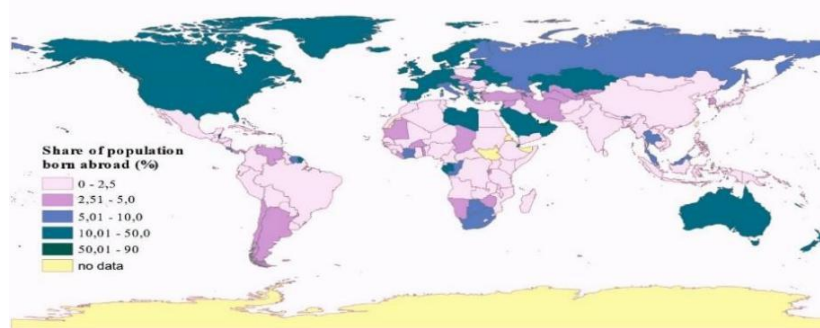 Share of population
born abroad (%)
0 - 2,5
2,51 - 5,0
5,01 - 10,0
10,01 - 50,0
50,01 - 90
no data